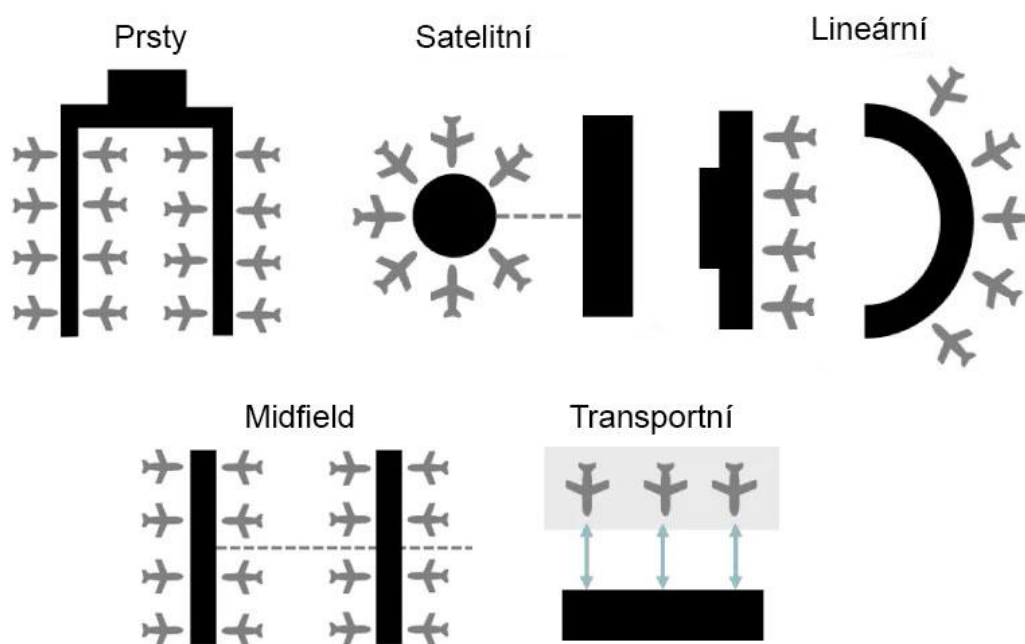 Prsty
Satelitní
Lineární
Midfield
Transportní